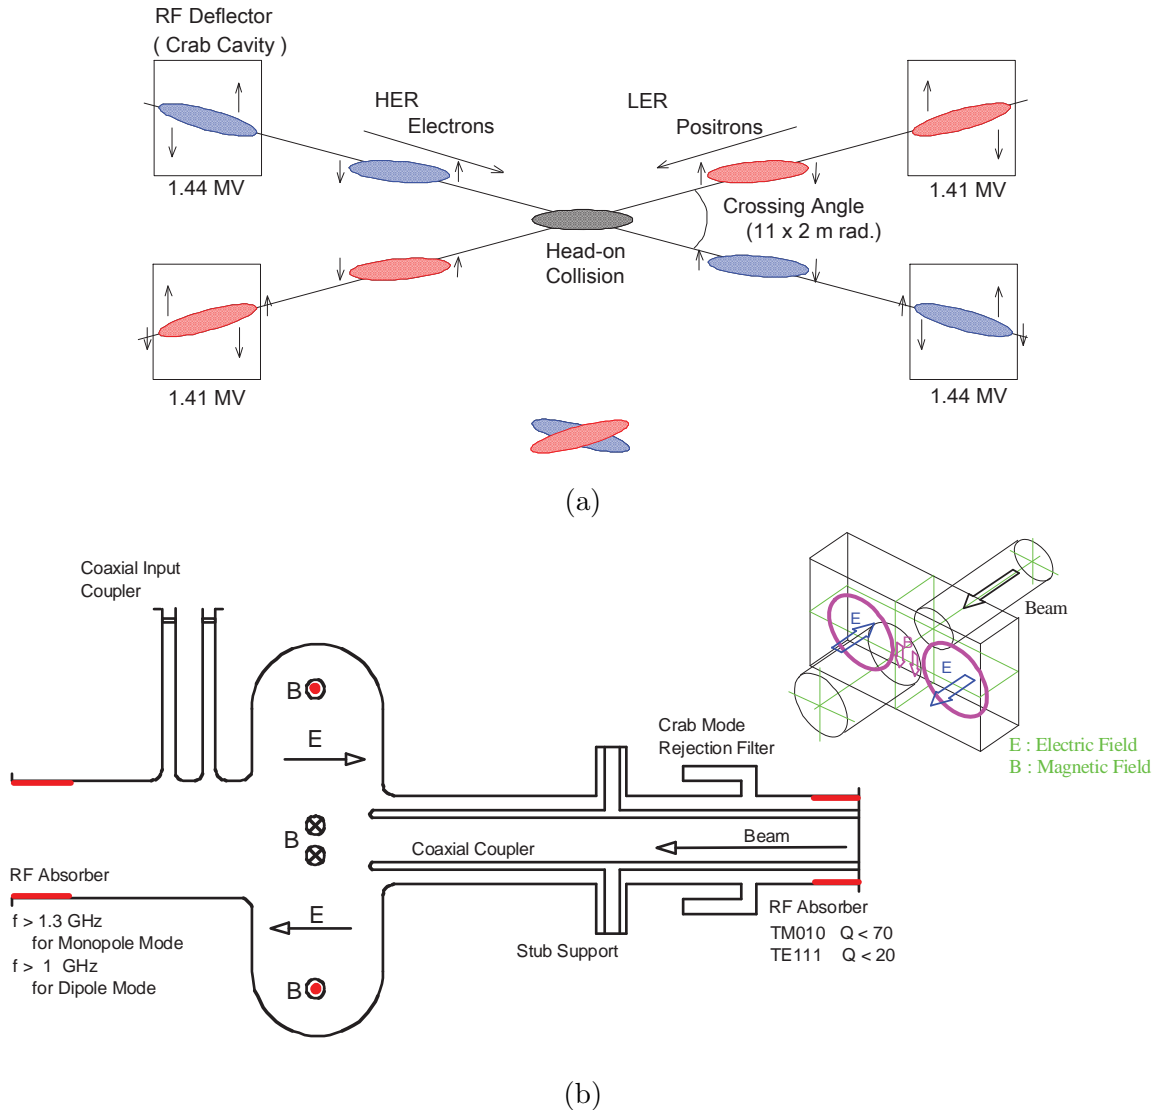 (a)
RF Deflector
( Crab Cavity )
HER
Electrons
LER
Positrons
1.44 MV
1.41 MV
Crossing Angle
(11 x 2 m rad.)
Head-on
Collision
1.41 MV
1.44 MV
(a)
Coaxial Input
Coupler
Beam
E
B
E
B
E
Crab Mode
Rejection Filter
E : Electric Field
B : Magnetic Field
B
Beam
Coaxial Coupler
RF Absorber
f > 1.3 GHz
for Monopole Mode
f > 1 GHz
for Dipole Mode
E
B
Stub Support
RF Absorber
TM010 Q < 70
TE111 Q < 20
(b)